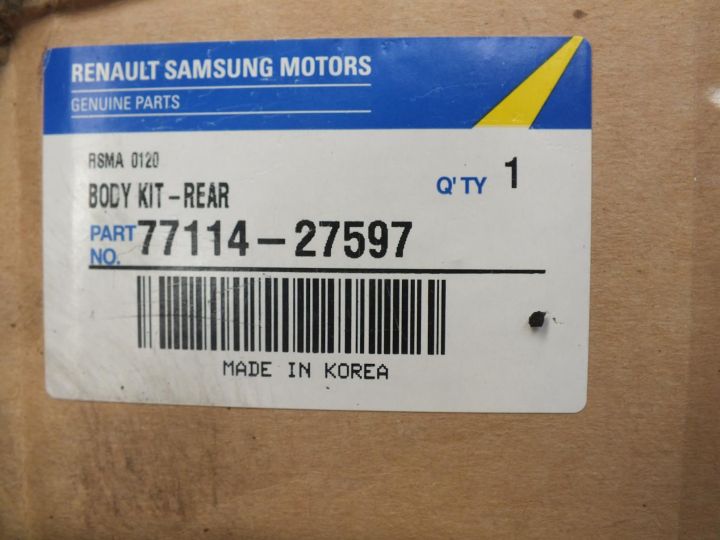 RENAULT SAMSUNG MOTORS
GENUINE PARTS
RSMA 0120
BODY KIT-REAR
Q'TY 1
PART NO. 77114-27597
MADE IN KOREA